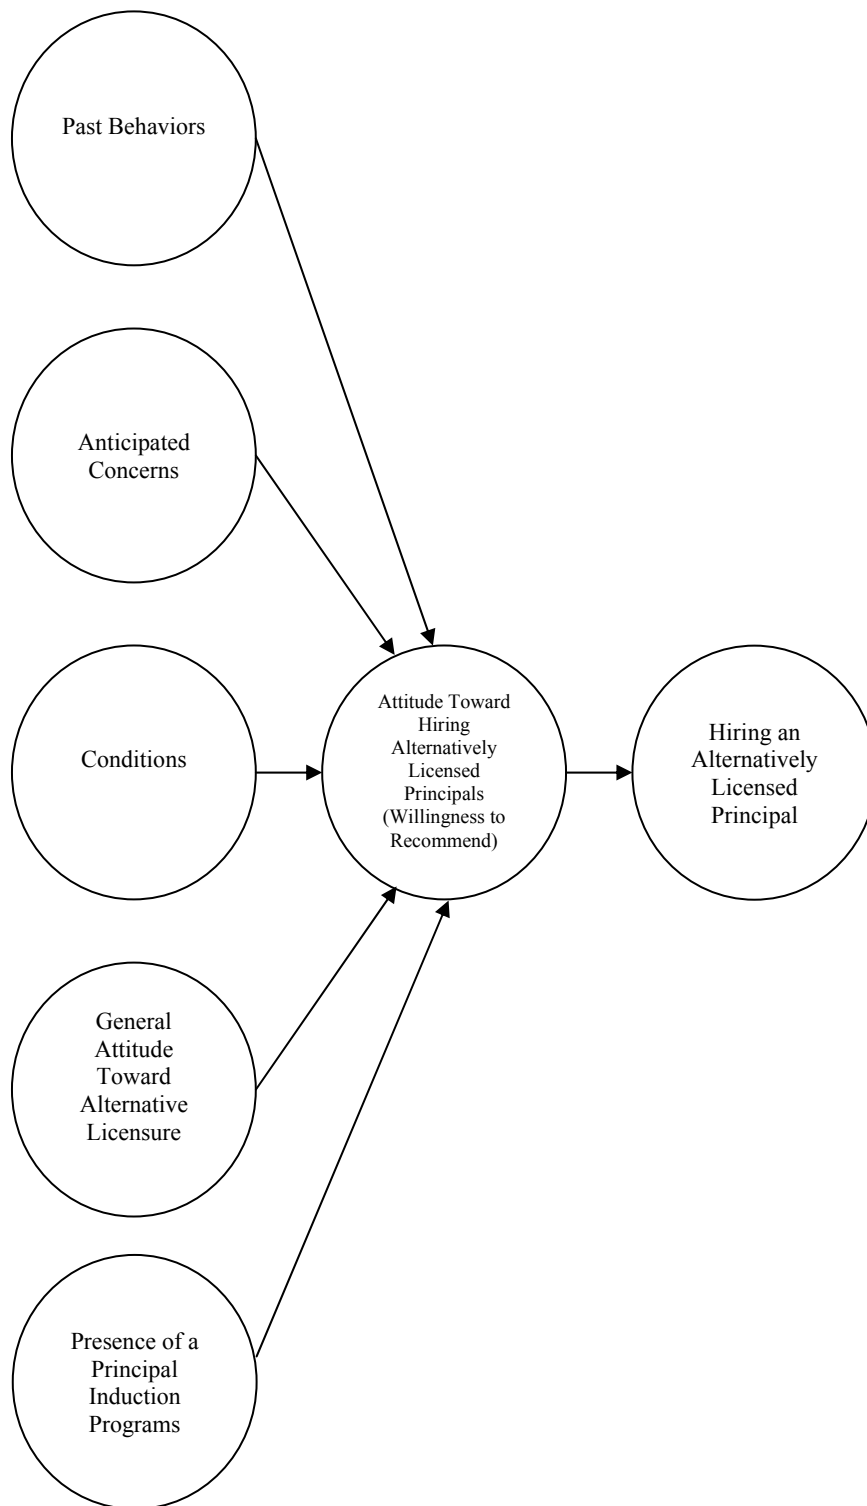 Past Behaviors
Anticipated
Concerns
Conditions
Attitude Toward
Hiring
Alternatively
Licensed
Principals
(Willingness to
Recommend)
Hiring an
Alternatively
Licensed
Principal
General
Attitude
Toward
Alternative
Licensure
Presence of a
Principal
Induction
Programs